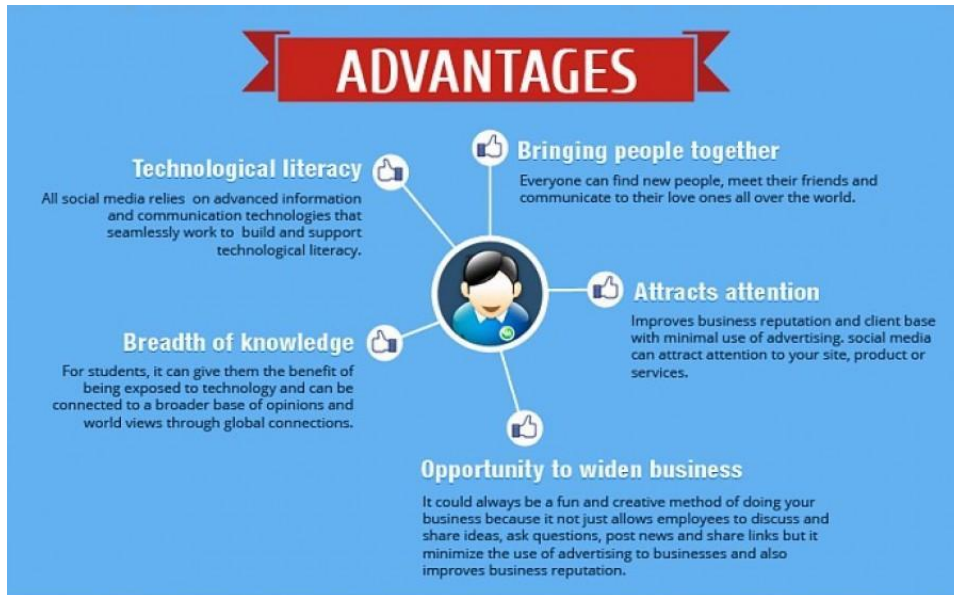 ADVANTAGES
Technological literacy
All social media relies on advanced information
and communication technologies that
seamlessly work to build and support
technological literacy.
Bringing people together
Everyone can find new people, meet their friends and
communicate to their love ones all over the world.
Attracts attention
Improves business reputation and client base
with minimal use of advertising. social media
can attract attention to your site, product or
services.
Breadth of knowledge
For students, it can give them the benefit of
being exposed to technology and can be
connected to a broader base of opinions and
world views through global connections.
Opportunity to widen business
It could always be a fun and creative method of doing your
business because it not just allows employees to discuss and
share ideas, ask questions, post news and share links but it
minimize the use of advertising to businesses and also
improves business reputation.